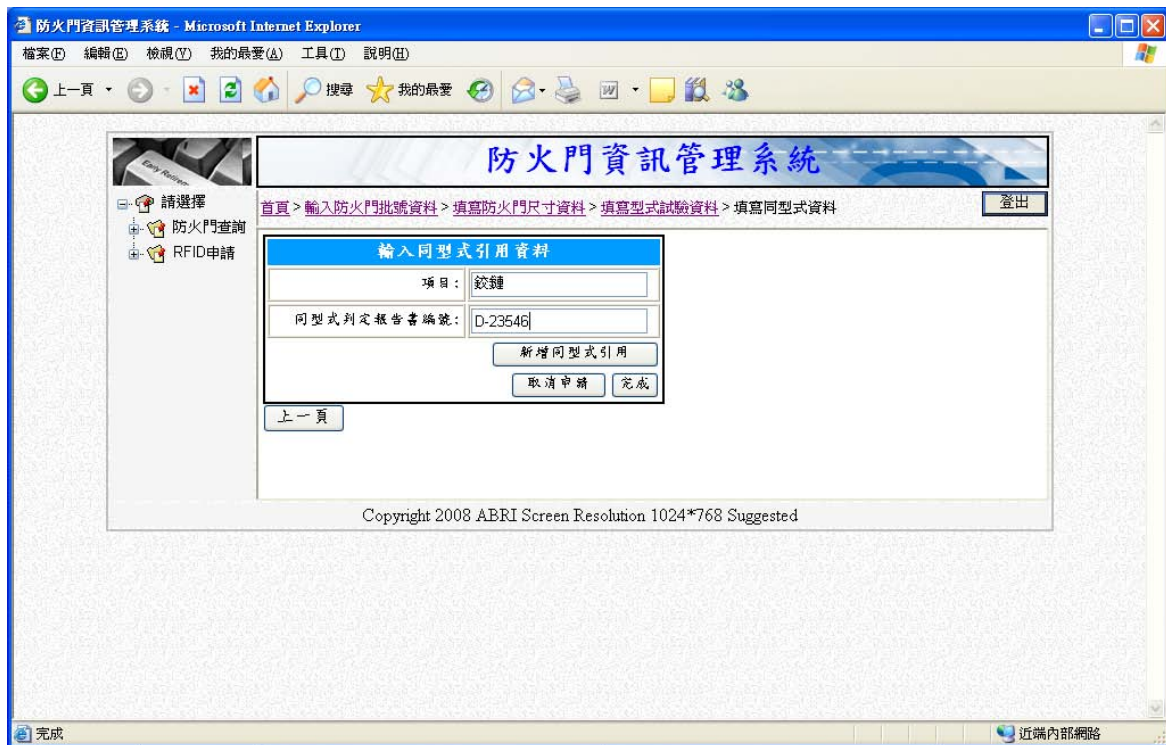 防火門資訊管理系統 - Microsoft Internet Explorer
檔案(F) 編輯(E) 檢視(V) 我的最愛(A) 工具(T) 說明(H)
上一頁 搜尋 我的最愛
Early Retirement
防火門資訊管理系統
請選擇
防火門查詢
RFID申請
首頁 > 輸入防火門批號資料 > 填寫防火門尺寸資料 > 填寫型式試驗資料 > 填寫同型式資料
登出
輸入同型式引用資料
項目: 鉸鏈
同型式判定報告書編號: D-23546
新增同型式引用
取消申請 完成
上一頁
Copyright 2008 ABRI Screen Resolution 1024*768 Suggested
完成 近端內部網路